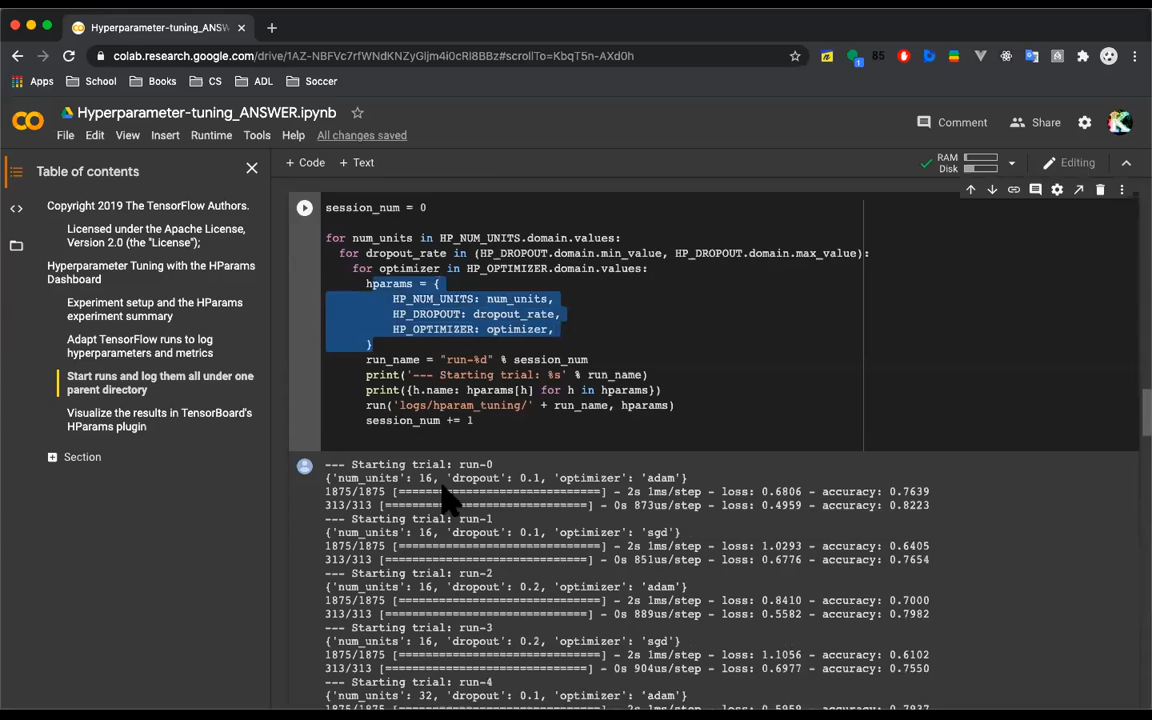 Hyperparameter-tuning_ANSW
colab.research.google.com/drive/1AZ-NBFVc7rfWNdKNZyGljm4i0cRl8BBz#scrollTo=KbqT5n-AXd0h
85
Apps School Books CS ADL Soccer
Hyperparameter-tuning_ANSWER.ipynb
File Edit View Insert Runtime Tools Help All changes saved
Comment Share
+ Code + Text
RAM
Disk
Editing
Table of contents
Copyright 2019 The TensorFlow Authors.
Licensed under the Apache License,
Version 2.0 (the "License");
Hyperparameter Tuning with the HParams
Dashboard
Experiment setup and the HParams
experiment summary
Adapt TensorFlow runs to log
hyperparameters and metrics
Start runs and log them all under one
parent directory
Visualize the results in TensorBoard's
HParams plugin
Section
session_num = 0
for num_units in HP_NUM_UNITS.domain.values:
for dropout_rate in (HP_DROPOUT.domain.min_value, HP_DROPOUT.domain.max_value):
for optimizer in HP_OPTIMIZER.domain.values:
hparams = {
HP_NUM_UNITS: num_units,
HP_DROPOUT: dropout_rate,
HP_OPTIMIZER: optimizer,
}
run_name = "run-%d" % session_num
print('--- Starting trial: %s' % run_name)
print({h.name: hparams[h] for h in hparams})
run('logs/hparam_tuning/' + run_name, hparams)
session_num += 1
--- Starting trial: run-0
{'num_units': 16, 'dropout': 0.1, 'optimizer': 'adam'}
1875/1875 [==============================] - 2s 1ms/step - loss: 0.6806 - accuracy: 0.7639
313/313 [==============================] - 0s 873us/step - loss: 0.4959 - accuracy: 0.8223
--- Starting trial: run-1
{'num_units': 16, 'dropout': 0.1, 'optimizer': 'sgd'}
1875/1875 [==============================] - 2s 1ms/step - loss: 1.0293 - accuracy: 0.6405
313/313 [==============================] - 0s 851us/step - loss: 0.6776 - accuracy: 0.7654
--- Starting trial: run-2
{'num_units': 16, 'dropout': 0.2, 'optimizer': 'adam'}
1875/1875 [==============================] - 2s 1ms/step - loss: 0.8410 - accuracy: 0.7000
313/313 [==============================] - 0s 889us/step - loss: 0.5582 - accuracy: 0.7982
--- Starting trial: run-3
{'num_units': 16, 'dropout': 0.2, 'optimizer': 'sgd'}
1875/1875 [==============================] - 2s 1ms/step - loss: 1.1056 - accuracy: 0.6102
313/313 [==============================] - 0s 904us/step - loss: 0.6977 - accuracy: 0.7550
--- Starting trial: run-4
{'num_units': 32, 'dropout': 0.1, 'optimizer': 'adam'}